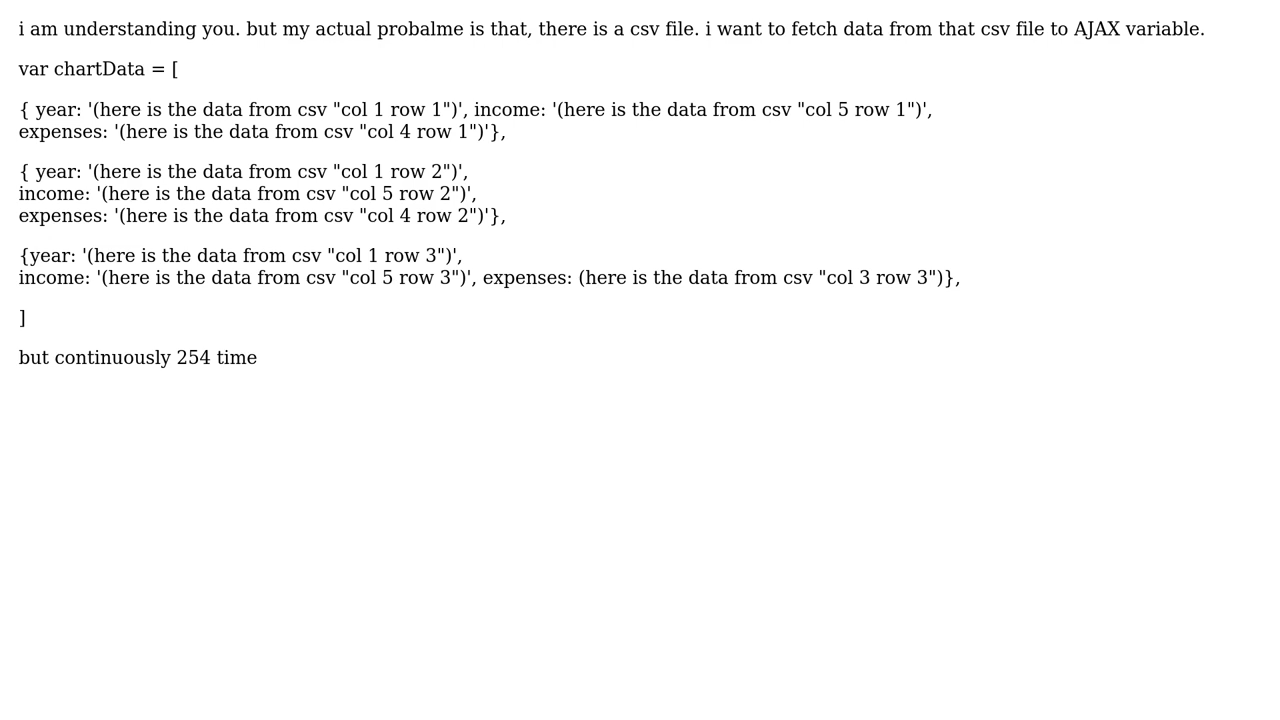 i am understanding you. but my actual probalme is that, there is a csv file. i want to fetch data from that csv file to AJAX variable.
var chartData = [
{ year: '(here is the data from csv "col 1 row 1")', income: '(here is the data from csv "col 5 row 1")',
expenses: '(here is the data from csv "col 4 row 1")'},
{ year: '(here is the data from csv "col 1 row 2")',
income: '(here is the data from csv "col 5 row 2")',
expenses: '(here is the data from csv "col 4 row 2")'},
{year: '(here is the data from csv "col 1 row 3")',
income: '(here is the data from csv "col 5 row 3")', expenses: (here is the data from csv "col 3 row 3")},
]
but continuously 254 time